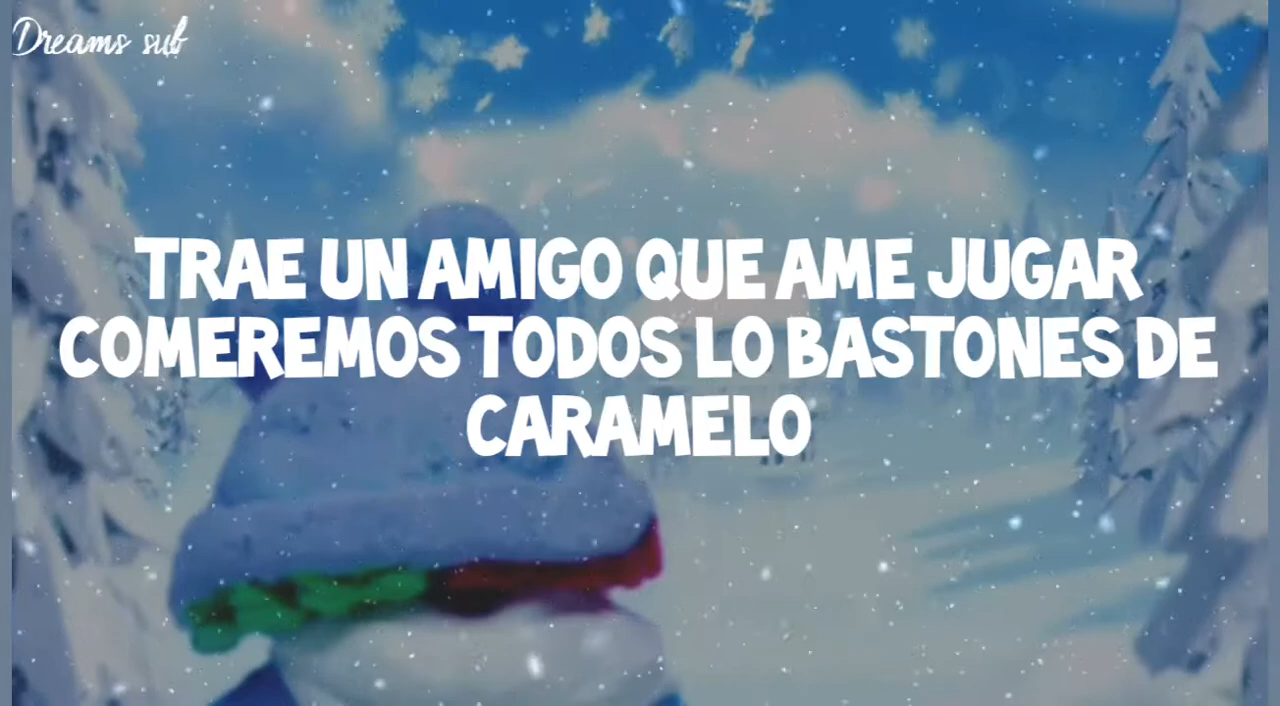 Dreams sub
TRAE UN AMIGO QUE AME JUGAR
COMEREMOS TODOS LO BASTONES DE
CARAMELO